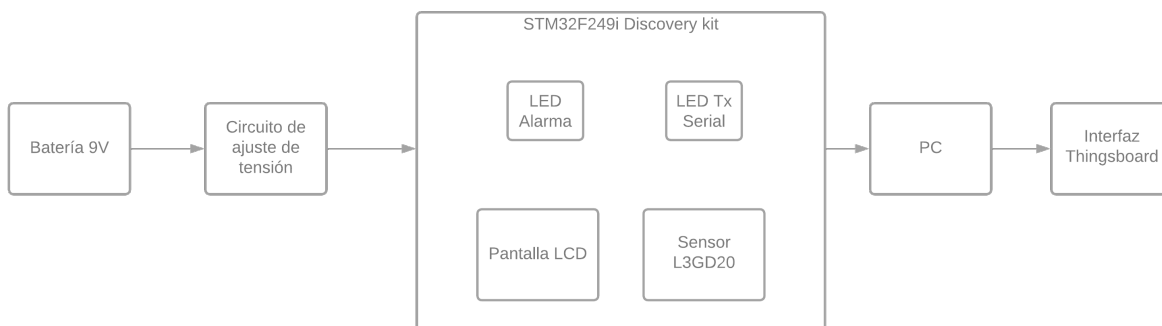 STM32F249i Discovery kit
LED
Alarma
LED Tx
Serial
Batería 9V
Circuito de
ajuste de
tensión
PC
Interfaz
Thingsboard
Pantalla LCD
Sensor
L3GD20